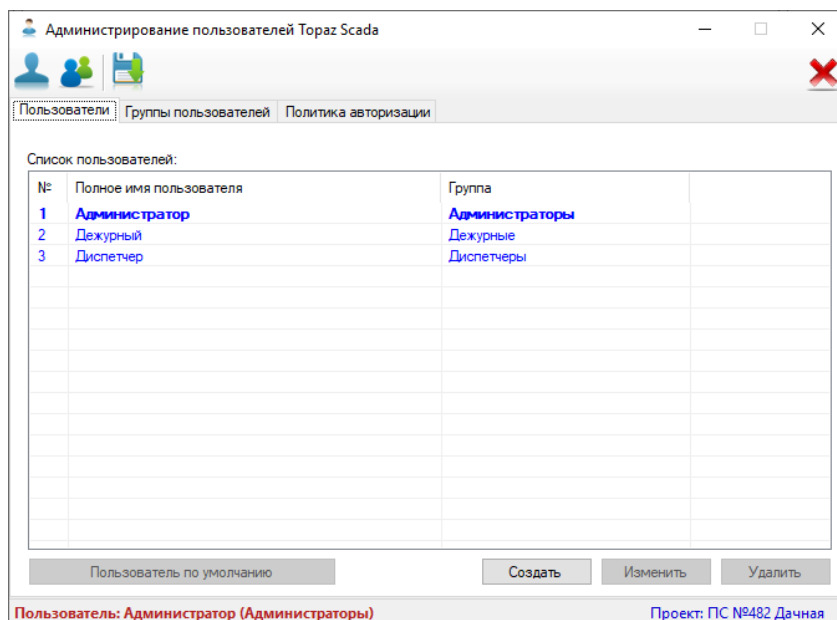 Администрирование пользователей Topaz Scada
Пользователи Группы пользователей Политика авторизации
Список пользователей:
№ Полное имя пользователя Группа
1 Администратор Администраторы
2 Дежурный Дежурные
3 Диспетчер Диспетчеры
Пользователь по умолчанию Создать Изменить Удалить
Пользователь: Администратор (Администраторы) Проект: ПС №482 Дачная